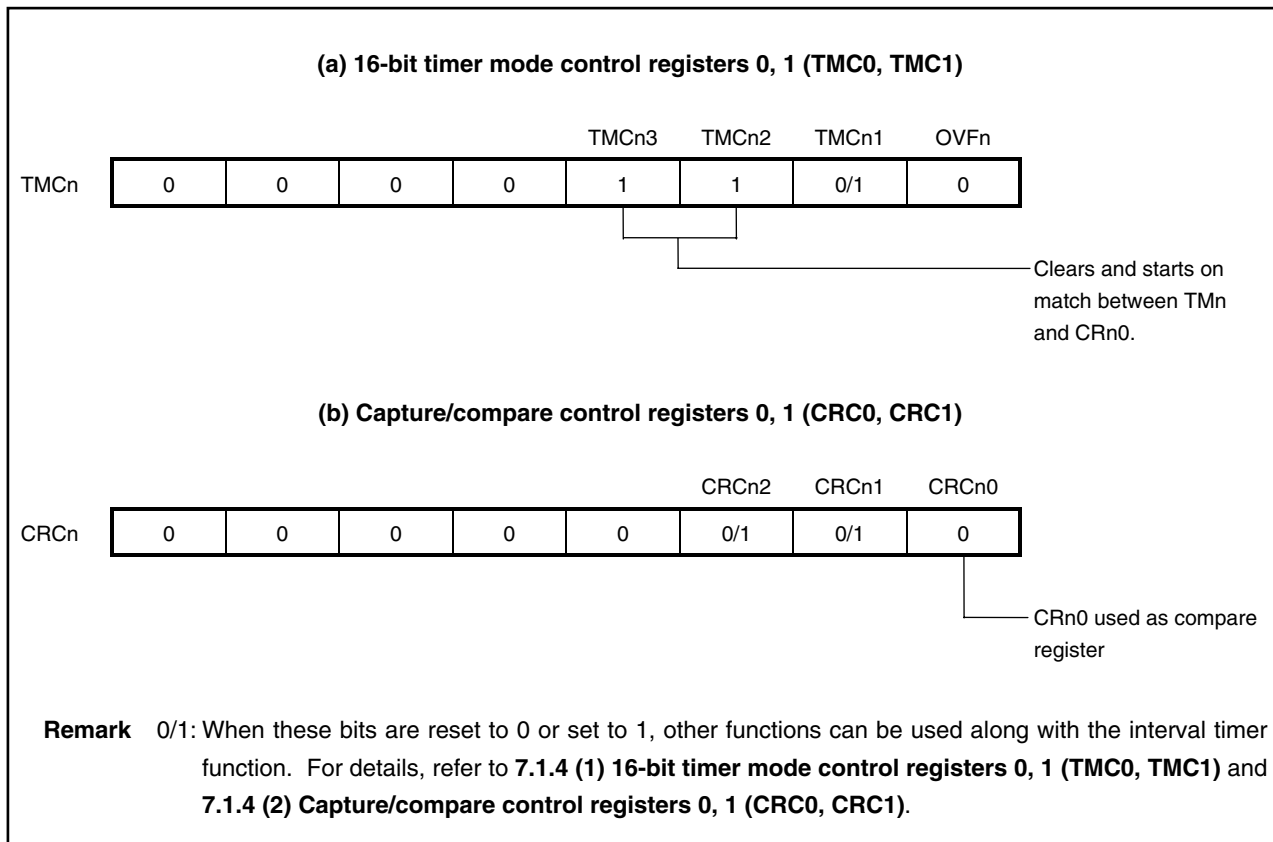 (a) 16-bit timer mode control registers 0, 1 (TMC0, TMC1)
TMCn3 TMCn2 TMCn1 OVFn
TMCn 0 0 0 0 1 1 0/1 0
Clears and starts on
match between TMn
and CRn0.
(b) Capture/compare control registers 0, 1 (CRC0, CRC1)
CRCn2 CRCn1 CRCn0
CRCn 0 0 0 0 0 0/1 0/1 0
CRn0 used as compare
register
Remark 0/1: When these bits are reset to 0 or set to 1, other functions can be used along with the interval timer
function. For details, refer to 7.1.4 (1) 16-bit timer mode control registers 0, 1 (TMC0, TMC1) and
7.1.4 (2) Capture/compare control registers 0, 1 (CRC0, CRC1).